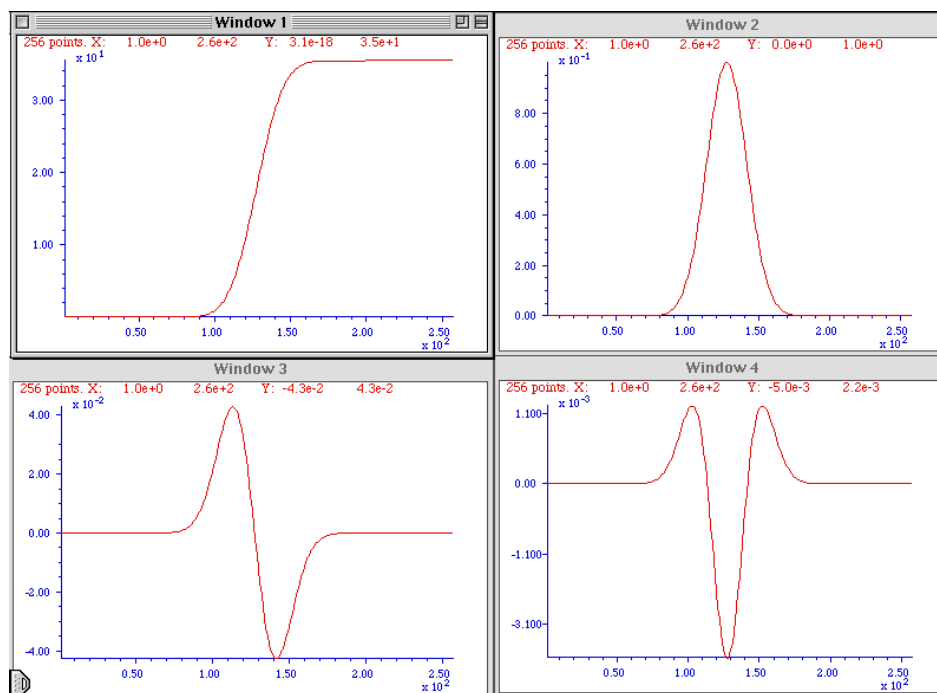 Window 1
256 points. X: 1.0e+0 2.6e+2 Y: 3.1e-18 3.5e+1
x 10^1
3.00
2.00
1.00
0.50 1.00 1.50 2.00 2.50
x 10^2
Window 2
256 points. X: 1.0e+0 2.6e+2 Y: 0.0e+0 1.0e+0
x 10^-1
8.00
6.00
4.00
2.00
0.00
0.50 1.00 1.50 2.00 2.50
x 10^2
Window 3
256 points. X: 1.0e+0 2.6e+2 Y: -4.3e-2 4.3e-2
x 10^-2
4.00
2.00
0.00
-2.00
-4.00
0.50 1.00 1.50 2.00 2.50
x 10^2
Window 4
256 points. X: 1.0e+0 2.6e+2 Y: -5.0e-3 2.2e-3
x 10^-3
1.100
0.00
-1.100
-3.100
0.50 1.00 1.50 2.00 2.50
x 10^2